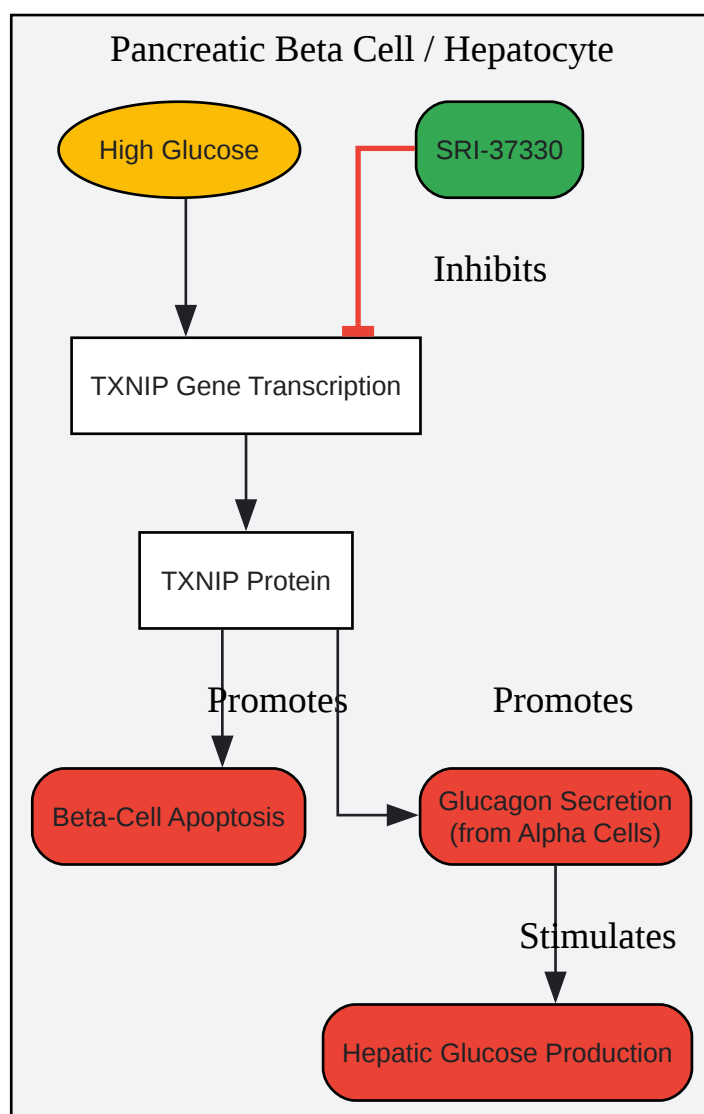 Pancreatic Beta Cell / Hepatocyte
High Glucose
SRI-37330
Inhibits
TXNIP Gene Transcription
TXNIP Protein
Promotes
Promotes
Beta-Cell Apoptosis
Glucagon Secretion
(from Alpha Cells)
Stimulates
Hepatic Glucose Production